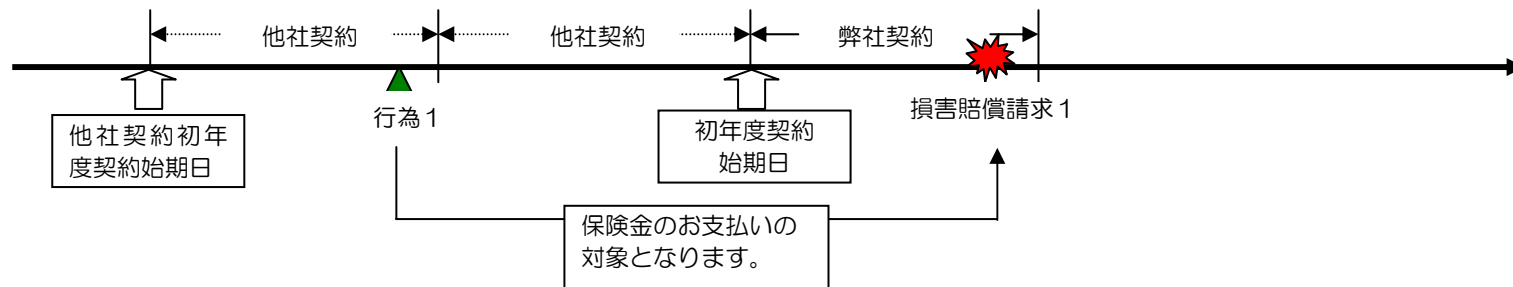 他社契約
他社契約
弊社契約
行為１
損害賠償請求１
他社契約初年
度契約始期日
初年度契約
始期日
保険金のお支払いの
対象となります。